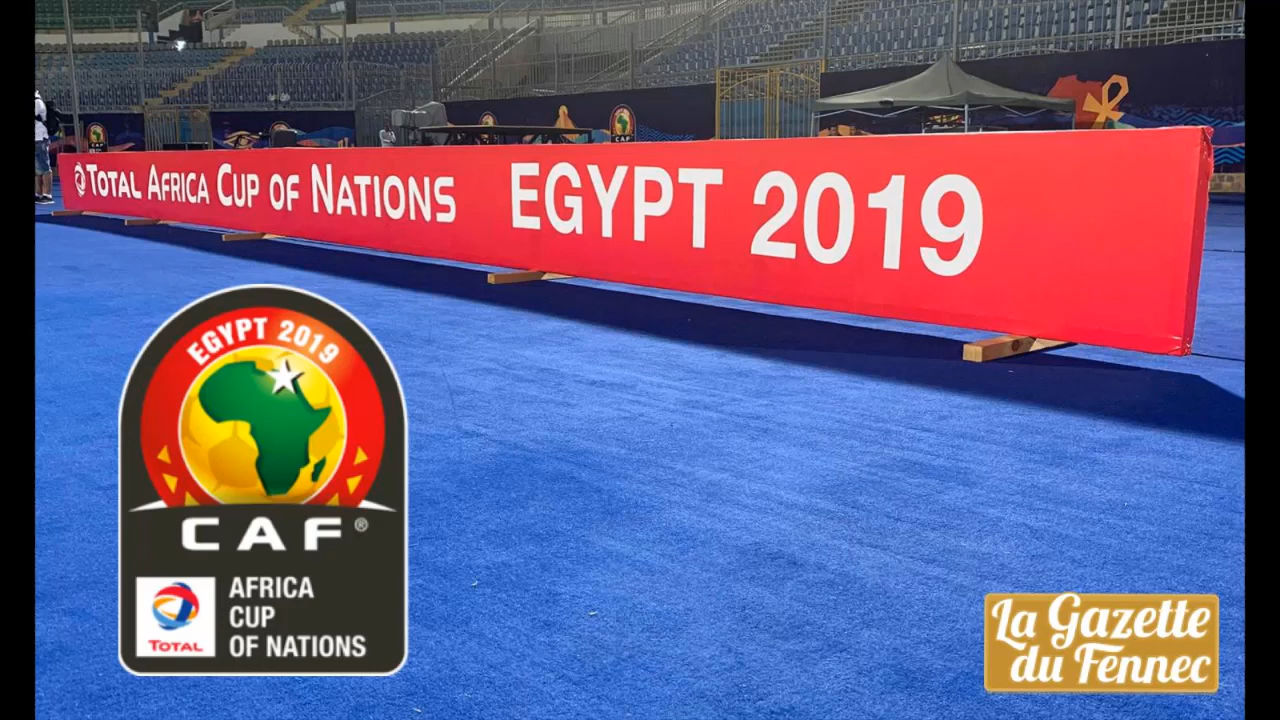 TOTAL AFRICA CUP OF NATIONS EGYPT 2019
EGYPT 2019
CAF®
TOTAL
AFRICA
CUP
OF NATIONS
La Gazette
du Fennec